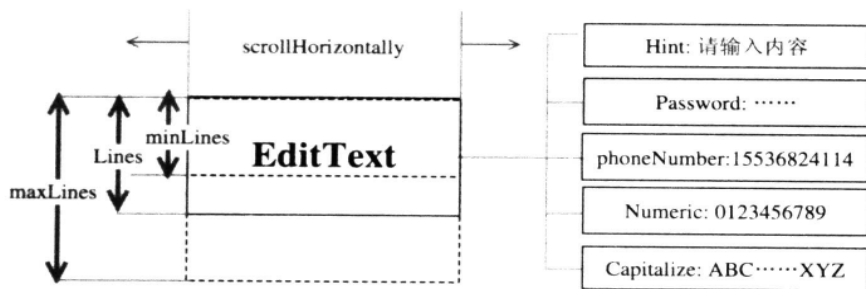 scrollHorizontally
minLines
Lines
maxLines
EditText
Hint: 请输入内容
Password: ……
phoneNumber:15536824114
Numeric: 0123456789
Capitalize: ABC……XYZ